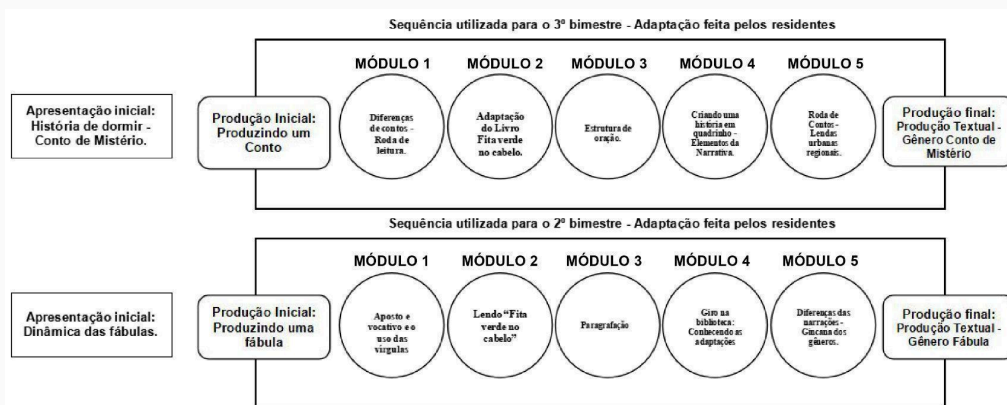 Sequência utilizada para o 3º bimestre - Adaptação feita pelos residentes
MÓDULO 1
MÓDULO 2
MÓDULO 3
MÓDULO 4
MÓDULO 5
Apresentação inicial:
História de dormir -
Conto de Mistério.
Produção Inicial:
Produzindo um
Conto
Diferenças
de contos -
Roda de
leitura.
Adaptação
do Livro
Fita verde
no cabelo.
Estrutura de
oração.
Criando uma
história em
quadrinho -
Elementos da
Narrativa.
Roda de
Contos -
Lendas
urbanas
regionais.
Produção final:
Produção Textual -
Gênero Conto de
Mistério
Sequência utilizada para o 2º bimestre - Adaptação feita pelos residentes
MÓDULO 1
MÓDULO 2
MÓDULO 3
MÓDULO 4
MÓDULO 5
Apresentação inicial:
Dinâmica das fábulas.
Produção Inicial:
Produzindo uma
fábula
Aposto e
vocativo e o
uso das
vírgulas
Lendo “Fita
verde no
cabelo”
Paragrafação
Giro na
biblioteca:
Conhecendo as
adaptações
Diferenças das
narrações -
Gincana dos
gêneros.
Produção final:
Produção Textual -
Gênero Fábula